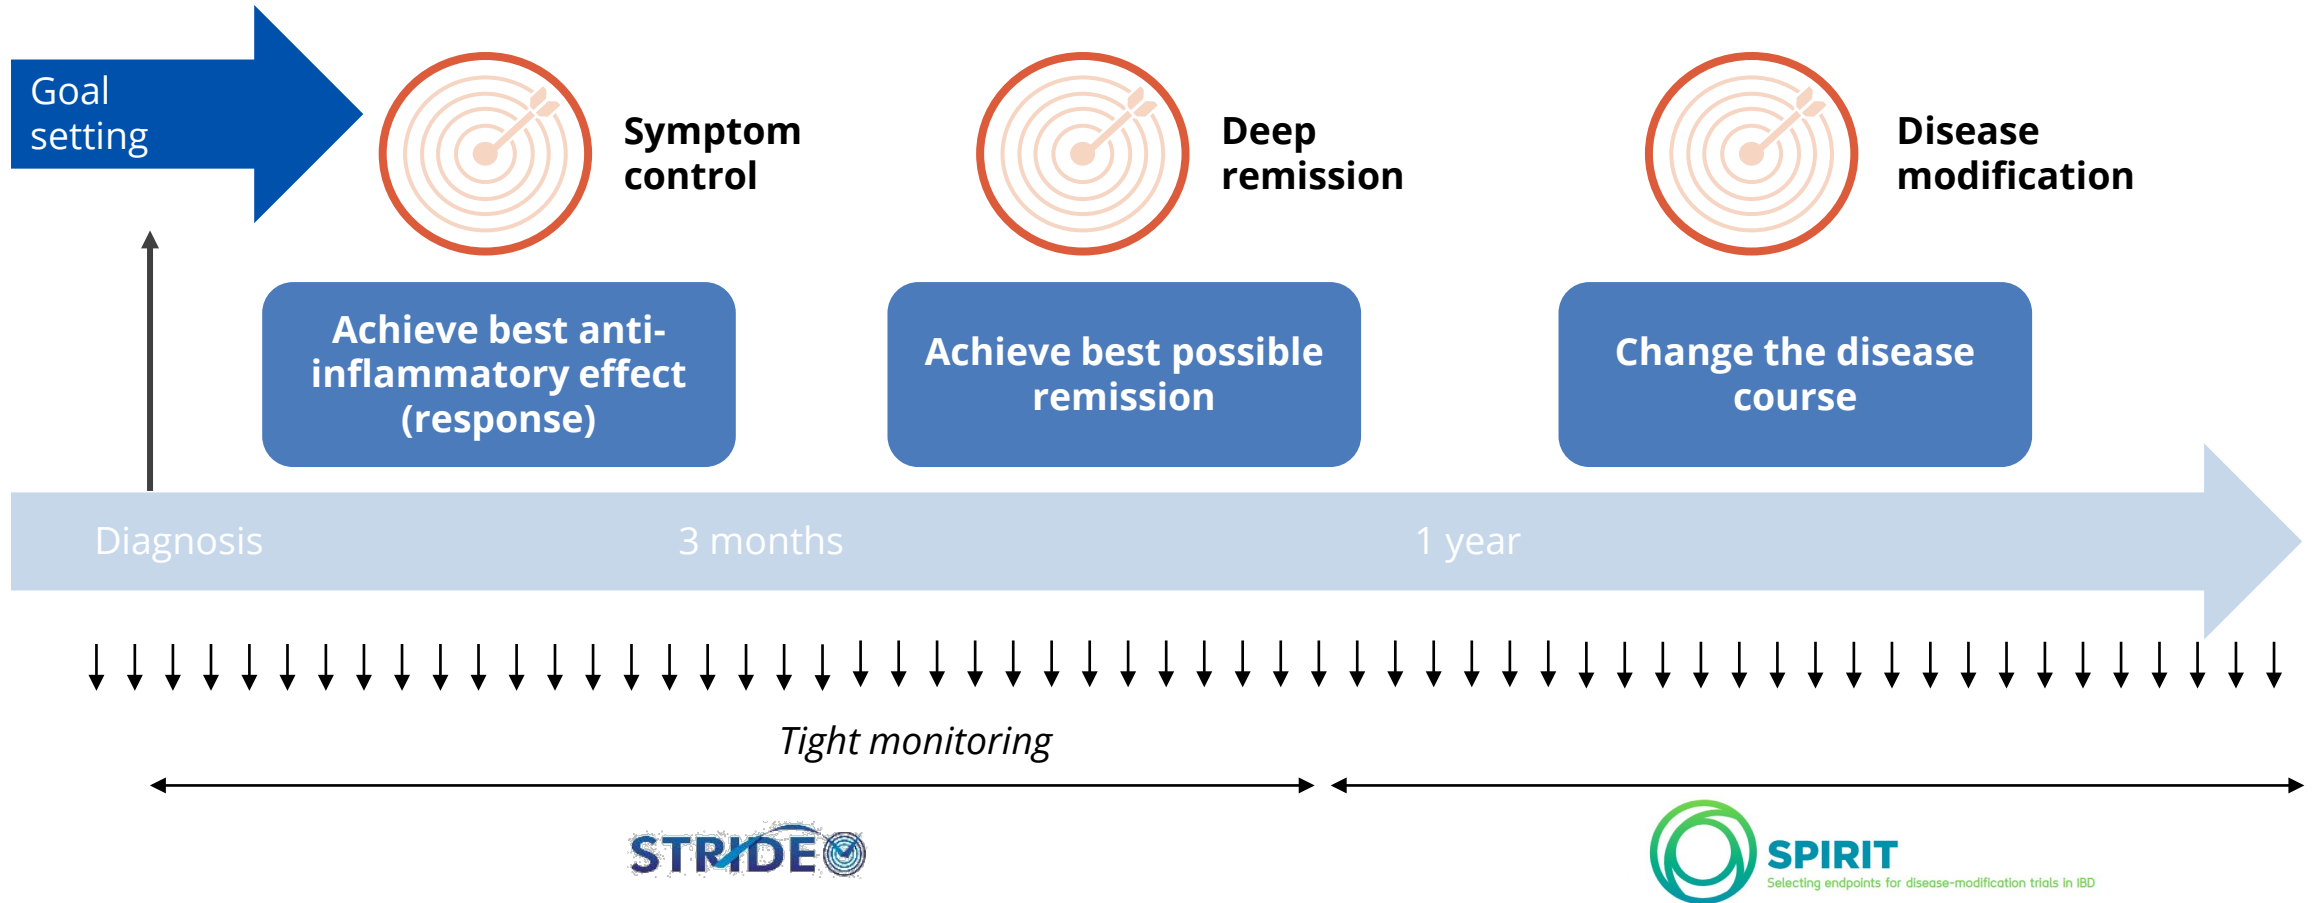 Goal
setting
Symptom
control
Deep
remission
Disease
modification
Achieve best anti-
inflammatory effect
(response)
Achieve best possible
remission
Change the disease
course
Diagnosis
3 months
1 year
Tight monitoring
STRIDE
SPIRIT
Selecting endpoints for disease-modification trials in IBD